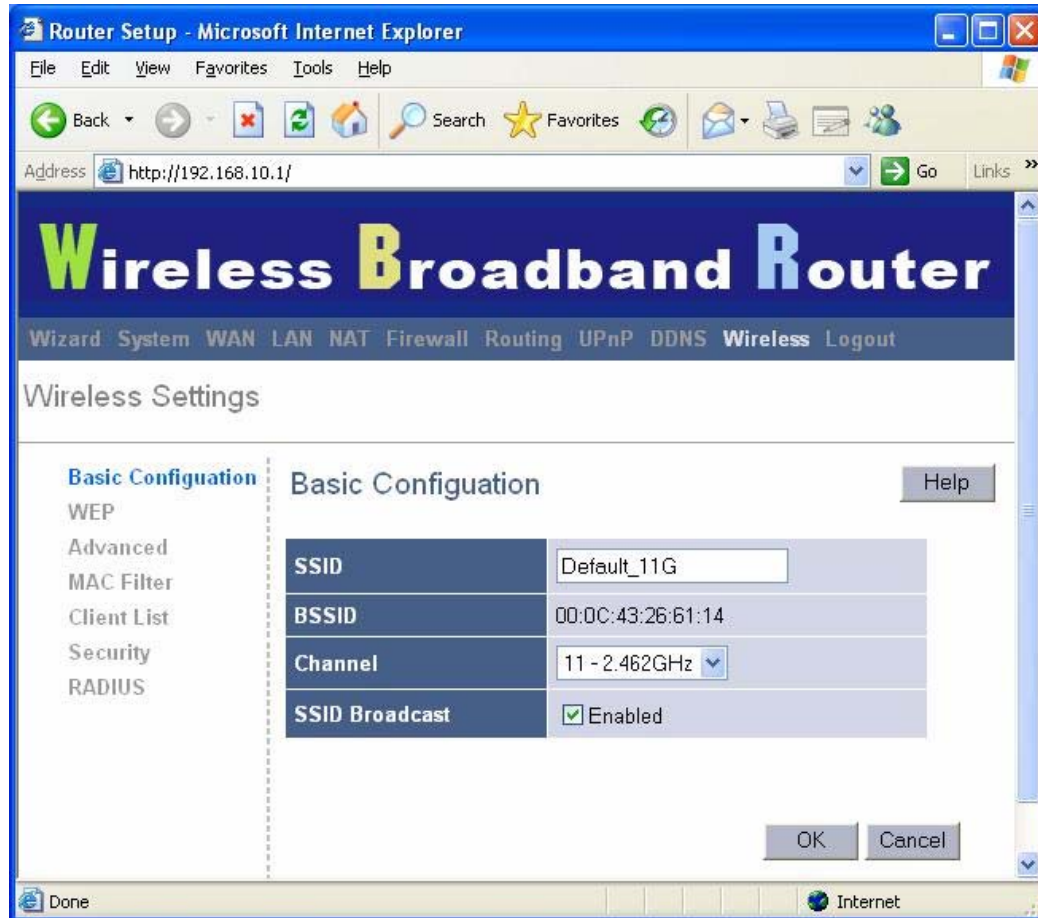 Router Setup - Microsoft Internet Explorer
File Edit View Favorites Tools Help
Back Search Favorites
Address http://192.168.10.1/ Go Links »
Wireless Broadband Router
Wizard System WAN LAN NAT Firewall Routing UPnP DDNS Wireless Logout
Wireless Settings
Basic Configuation
WEP
Advanced
MAC Filter
Client List
Security
RADIUS
Basic Configuation Help
SSID Default_11G
BSSID 00:0C:43:26:61:14
Channel 11 - 2.462GHz
SSID Broadcast Enabled
OK Cancel
Done Internet